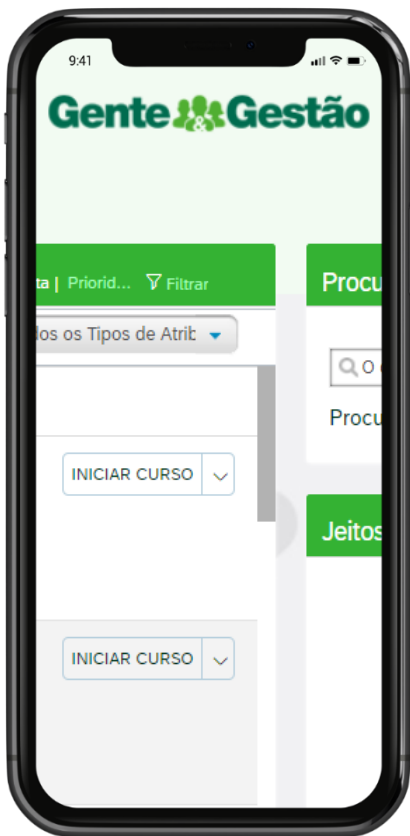 9:41
Gente & Gestão
ta | Priorid... Filtrar
Procu
los os Tipos de Atrib
O
Procu
INICIAR CURSO
Jeitos
INICIAR CURSO